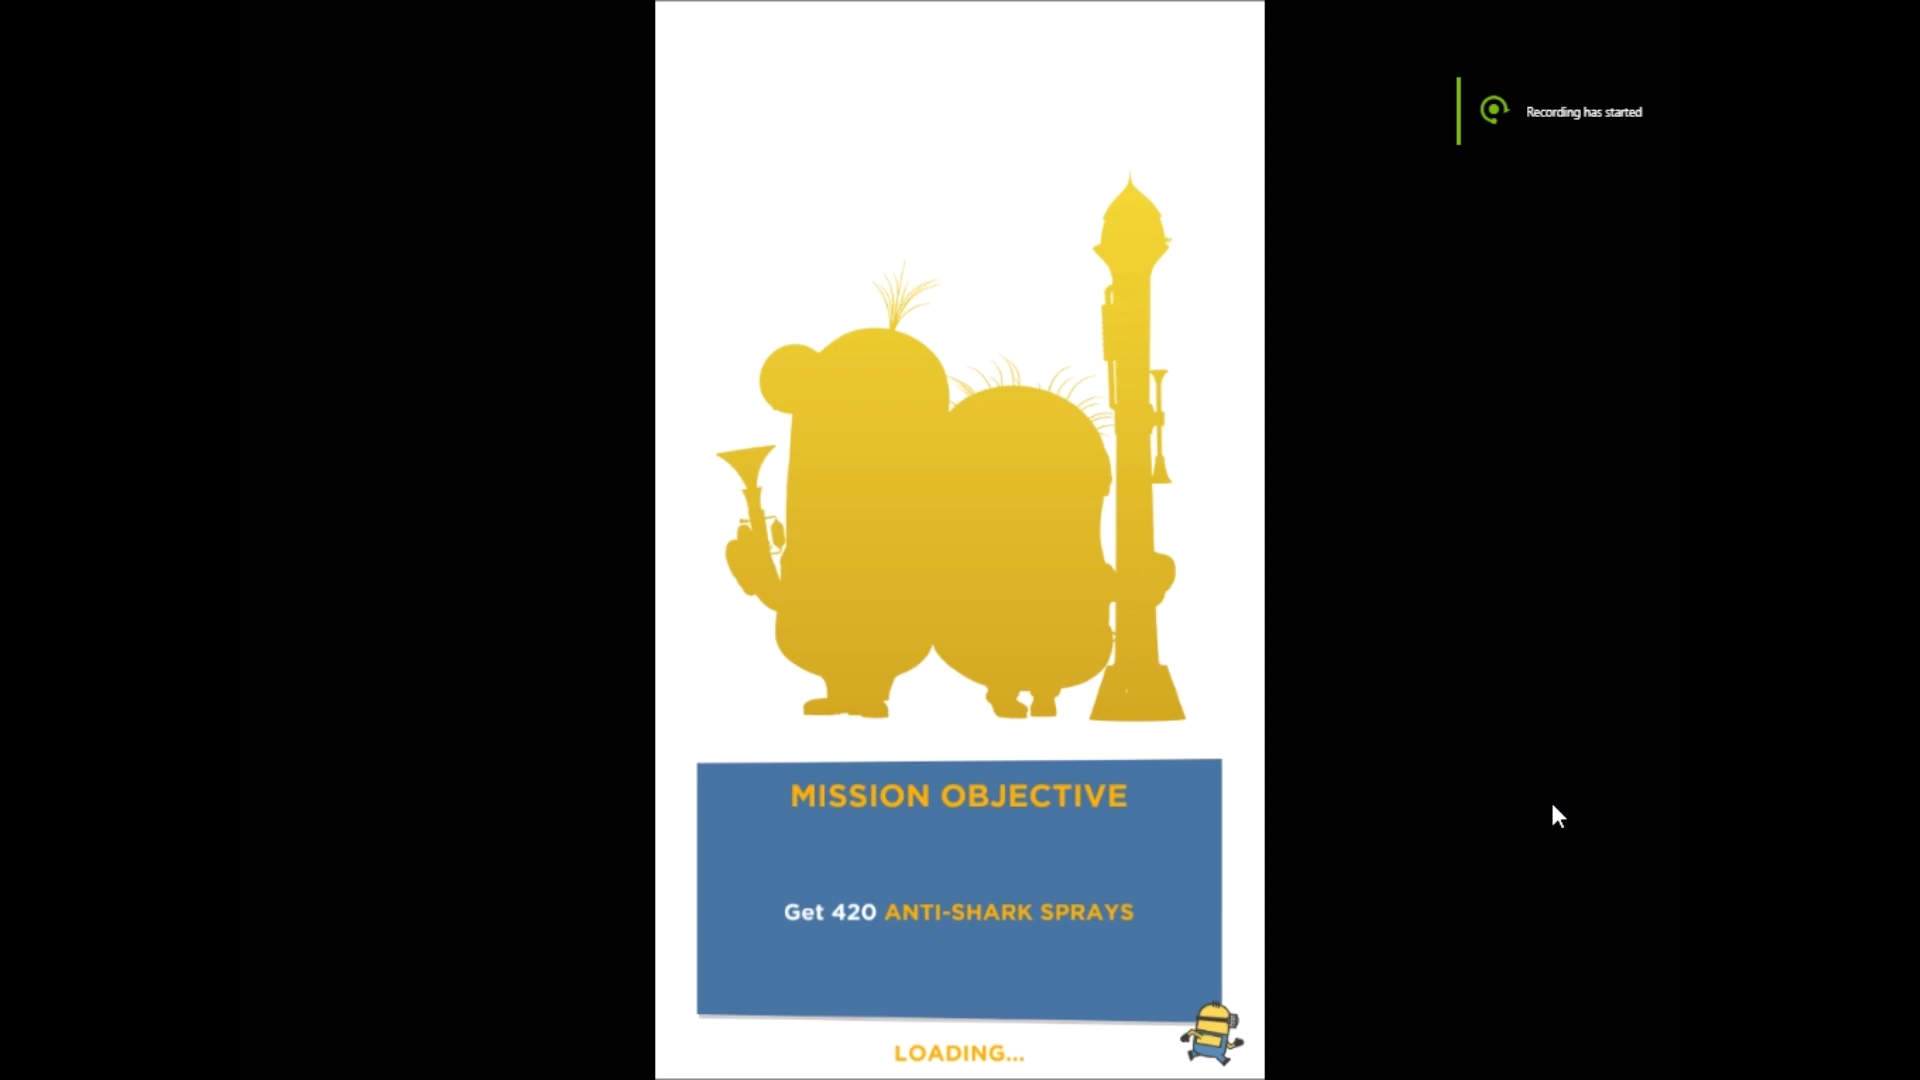 Recording has started
MISSION OBJECTIVE
Get 420 ANTI-SHARK SPRAYS
LOADING...